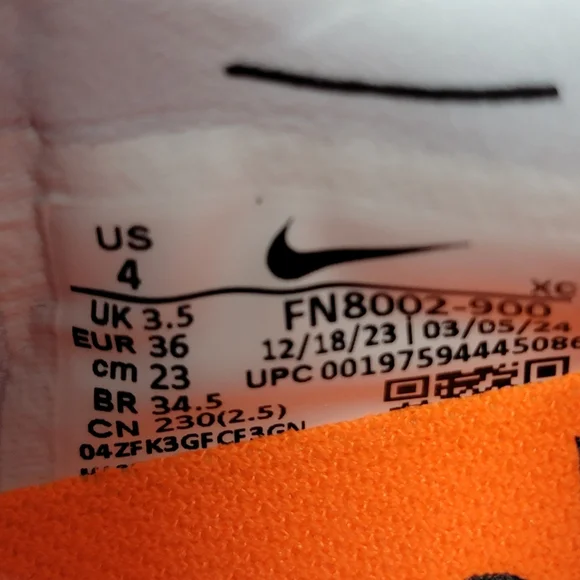 US
4
XC
UK 3.5
FN8002-900
EUR 36
12/18/23 | 03/05/24
cm 23
UPC 00197594445086
BR 34.5
CN 230(2.5)
04ZFK3GFCF3GN